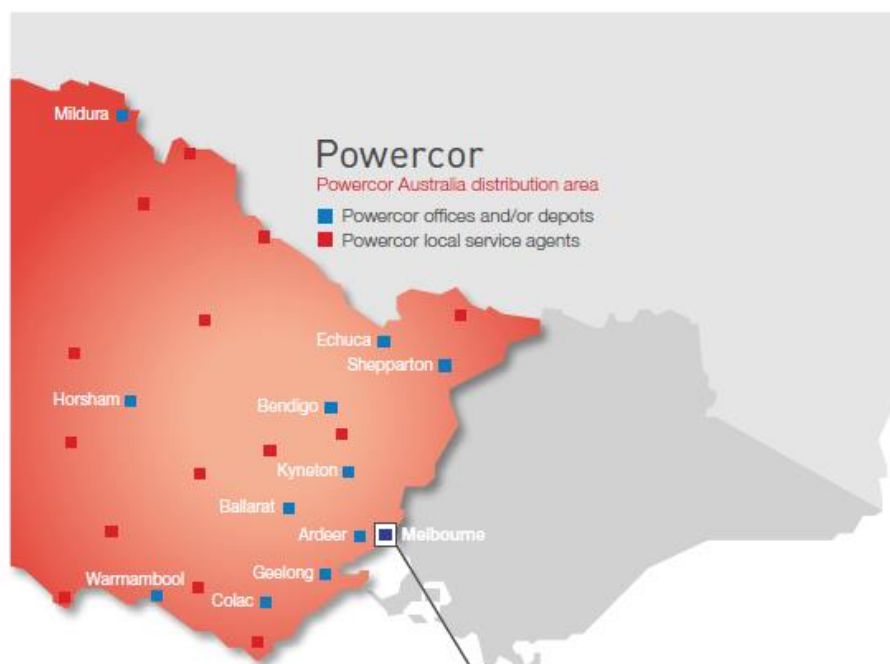 Mildura
Powercor
Powercor Australia distribution area
Powercor offices and/or depots
Powercor local service agents
Echuca
Shepparton
Horsham
Bendigo
Kyneton
Ballarat
Ardeer
Melbourne
Geelong
Warrnambool
Colac